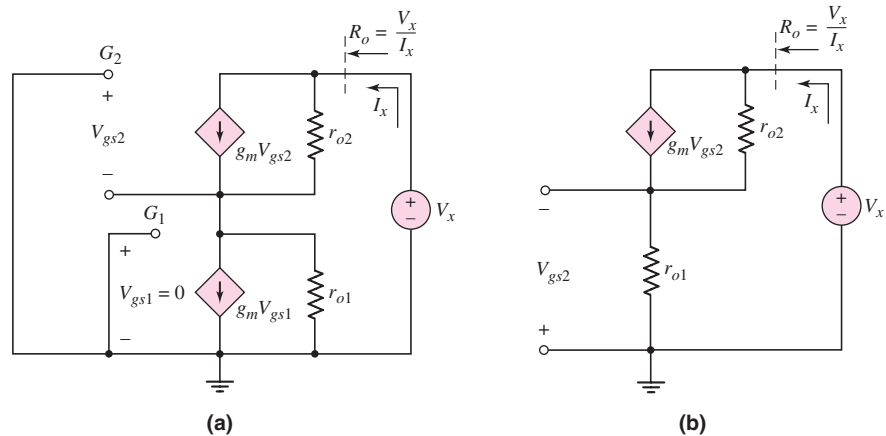 G2
+
Vgs2
−
G1
+
Vgs1 = 0
−
gmVgs2
ro2
gmVgs1
ro1
Ro = Vx
Ix
Ix
+
−
Vx
(a)
−
Vgs2
+
gmVgs2
ro2
ro1
Ro = Vx
Ix
Ix
+
−
Vx
(b)